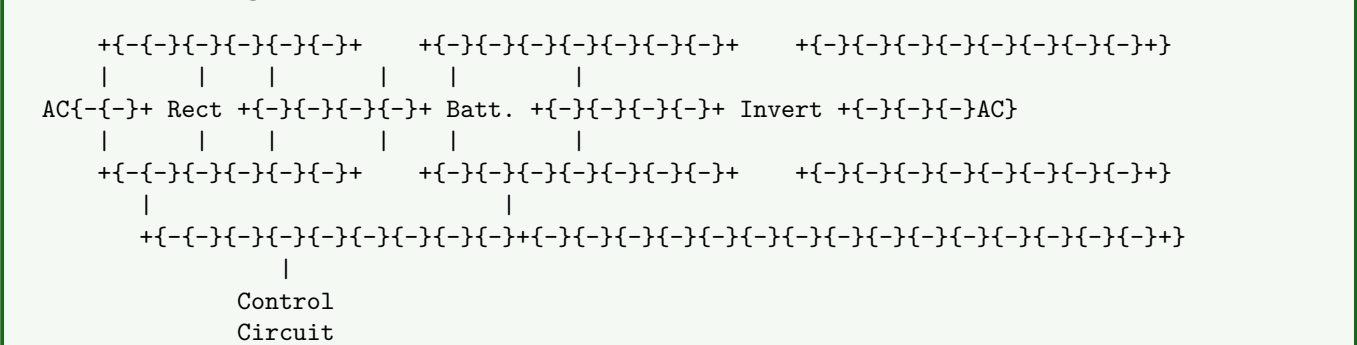 +{-{-}{-}{-}{-}{-}+ +{-}{-}{-}{-}{-}{-}{-}+ +{-}{-}{-}{-}{-}{-}{-}{-}+}
| | | | | |
AC{-{-}+ Rect +{-}{-}{-}{-}+ Batt. +{-}{-}{-}{-}+ Invert +{-}{-}{-}AC}
| | | | | |
+{-{-}{-}{-}{-}{-}+ +{-}{-}{-}{-}{-}{-}{-}+ +{-}{-}{-}{-}{-}{-}{-}{-}+}
| |
+{-{-}{-}{-}{-}{-}{-}{-}{-}+{-}{-}{-}{-}{-}{-}{-}{-}{-}{-}{-}{-}{-}{-}{-}+}
|
Control
Circuit